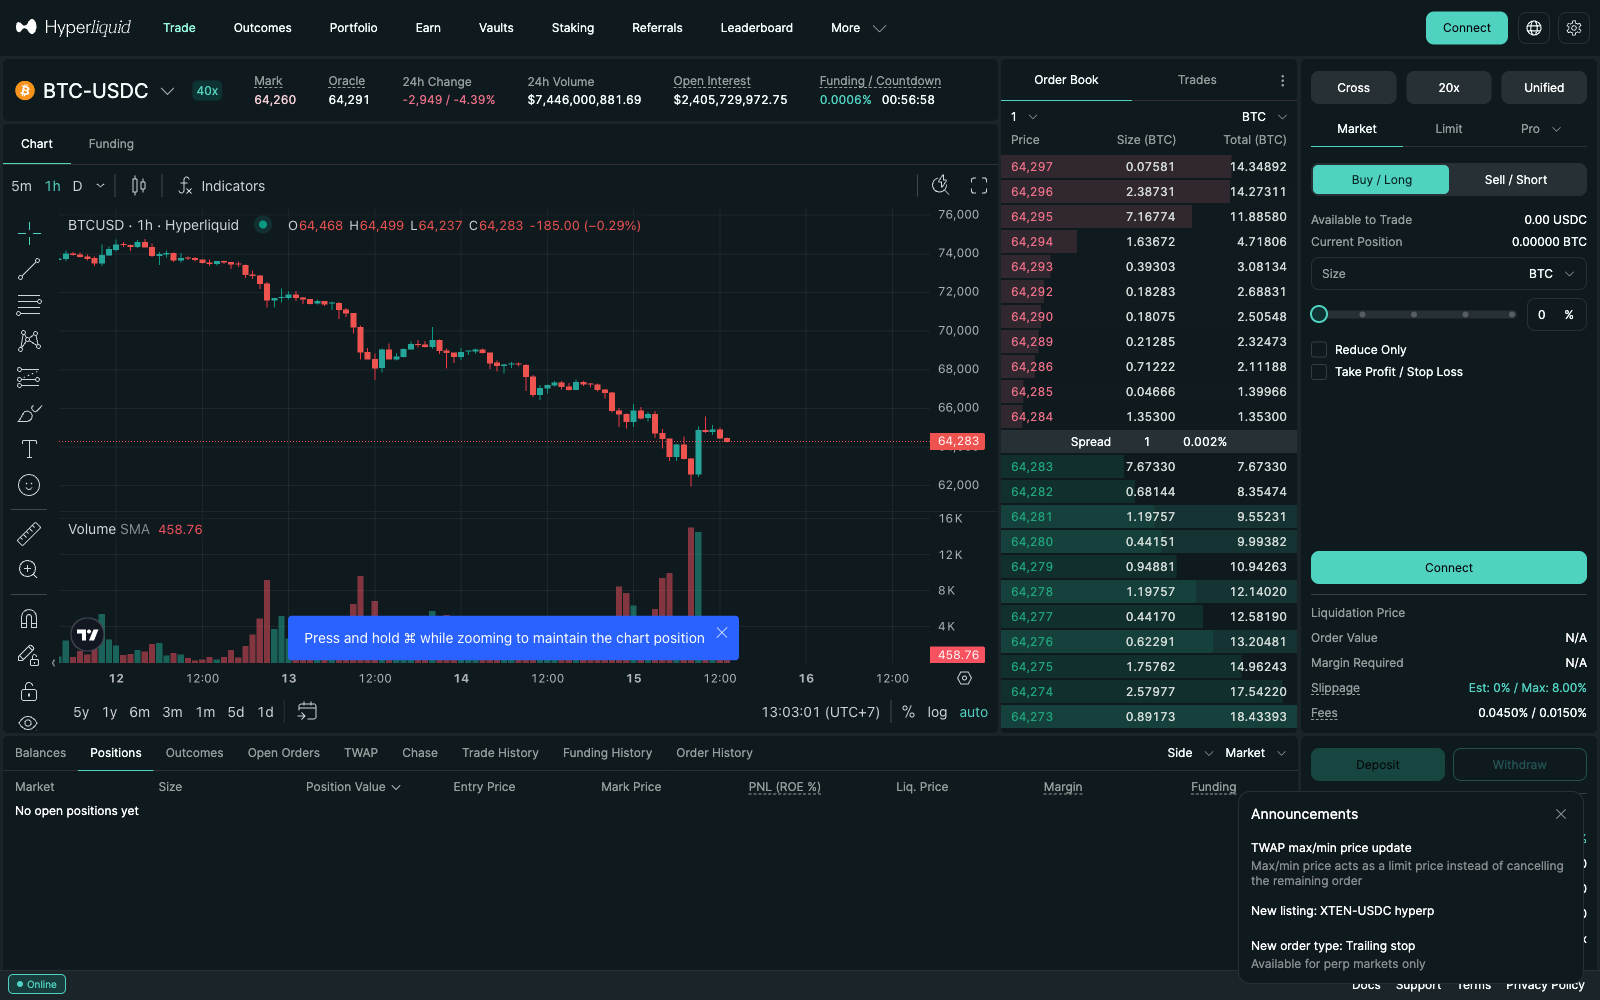 Hyperliquid
Trade Outcomes Portfolio Earn Vaults Staking Referrals Leaderboard More
Connect
BTC-USDC 40x
Mark Oracle 24h Change 24h Volume Open Interest Funding / Countdown
64,260 64,291 -2,949 / -4.39% $7,446,000,881.69 $2,405,729,972.75 0.0006% 00:56:58
Chart Funding
5m 1h D Indicators
BTCUSD · 1h · Hyperliquid O64,468 H64,499 L64,237 C64,283 -185.00 (−0.29%)
76,000
74,000
72,000
70,000
68,000
66,000
64,283
62,000
Volume SMA 458.76
16 K
12 K
8 K
4 K
458.76
Press and hold ⌘ while zooming to maintain the chart position
12 12:00 13 12:00 14 12:00 15 12:00 16 12:00
5y 1y 6m 3m 1m 5d 1d
13:03:01 (UTC+7) % log auto
Order Book Trades
1 BTC
Price Size (BTC) Total (BTC)
64,297 0.07581 14.34892
64,296 2.38731 14.27311
64,295 7.16774 11.88580
64,294 1.63672 4.71806
64,293 0.39303 3.08134
64,292 0.18283 2.68831
64,290 0.18075 2.50548
64,289 0.21285 2.32473
64,286 0.71222 2.11188
64,285 0.04666 1.39966
64,284 1.35300 1.35300
Spread 1 0.002%
64,283 7.67330 7.67330
64,282 0.68144 8.35474
64,281 1.19757 9.55231
64,280 0.44151 9.99382
64,279 0.94881 10.94263
64,278 1.19757 12.14020
64,277 0.44170 12.58190
64,276 0.62291 13.20481
64,275 1.75762 14.96243
64,274 2.57977 17.54220
64,273 0.89173 18.43393
Cross 20x Unified
Market Limit Pro
Buy / Long Sell / Short
Available to Trade 0.00 USDC
Current Position 0.00000 BTC
Size BTC
0 %
Reduce Only
Take Profit / Stop Loss
Connect
Liquidation Price
Order Value N/A
Margin Required N/A
Slippage Est: 0% / Max: 8.00%
Fees 0.0450% / 0.0150%
Balances Positions Outcomes Open Orders TWAP Chase Trade History Funding History Order History
Side Market
Market Size Position Value Entry Price Mark Price PNL (ROE %) Liq. Price Margin Funding
No open positions yet
Deposit Withdraw
Announcements
TWAP max/min price update
Max/min price acts as a limit price instead of cancelling
the remaining order
New listing: XTEN-USDC hyperp
New order type: Trailing stop
Available for perp markets only
Online
Docs Support Terms Privacy Policy